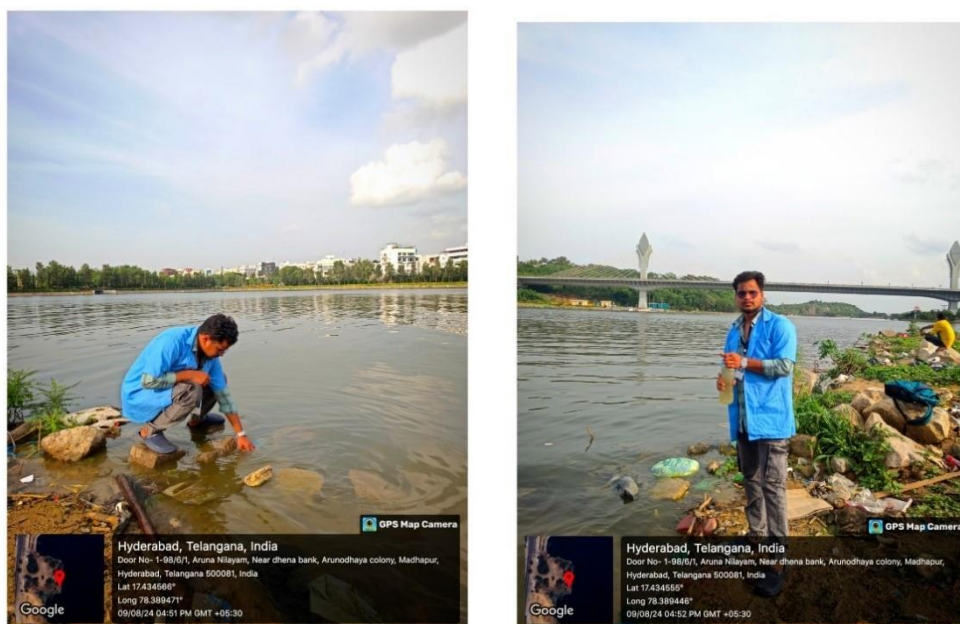 GPS Map Camera
Hyderabad, Telangana, India
Door No- 1-98/6/1, Aruna Nilayam, Near dhena bank, Arunodhaya colony, Madhapur,
Hyderabad, Telangana 500081, India
Lat 17.434566°
Long 78.389471°
09/08/24 04:51 PM GMT +05:30
Google
GPS Map Camera
Hyderabad, Telangana, India
Door No- 1-98/6/1, Aruna Nilayam, Near dhena bank, Arunodhaya colony, Madhapur,
Hyderabad, Telangana 500081, India
Lat 17.434555°
Long 78.389446°
09/08/24 04:52 PM GMT +05:30
Google